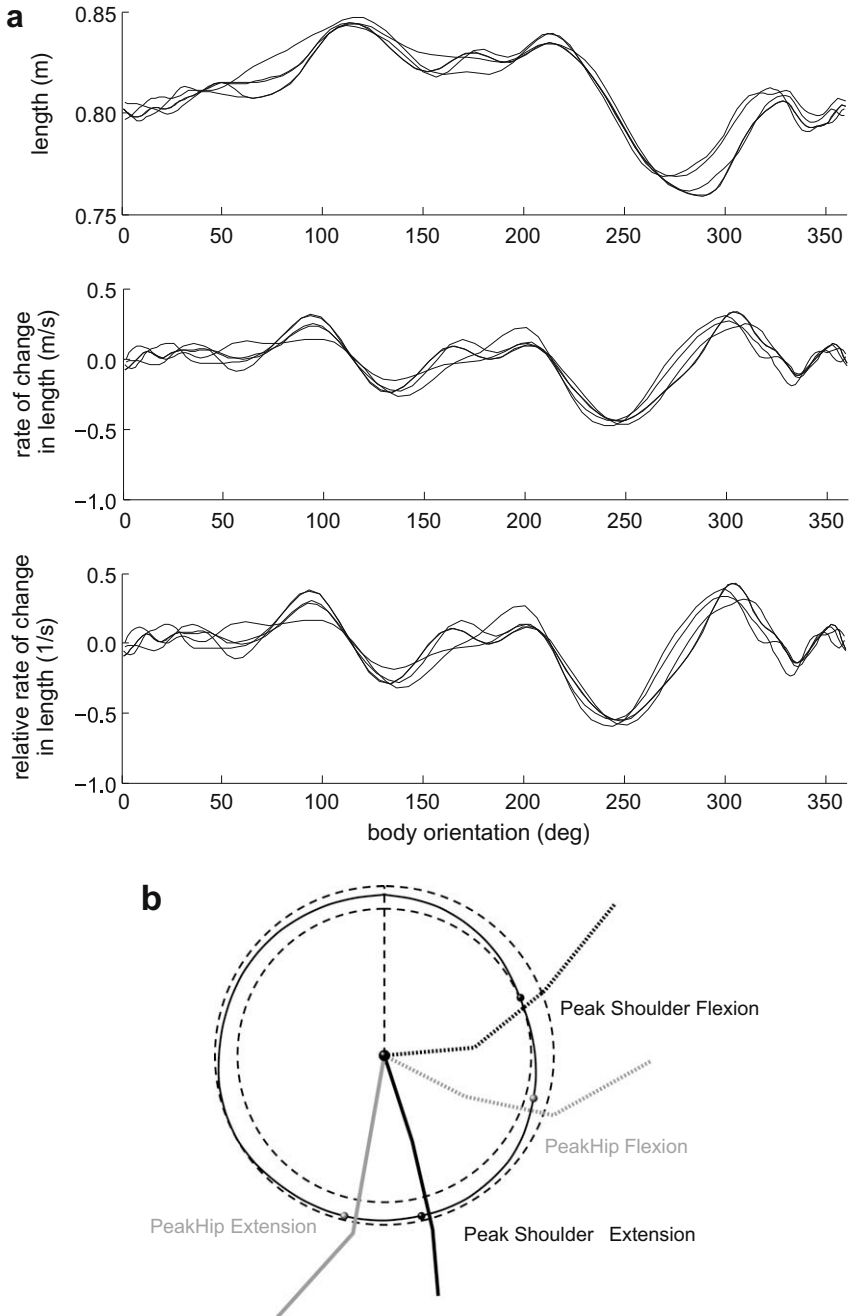 a
length (m)
0.85
0.80
0.75
0 50 100 150 200 250 300 350
rate of change
in length (m/s)
0.5
0.0
−0.5
−1.0
0 50 100 150 200 250 300 350
relative rate of change
in length (1/s)
0.5
0.0
−0.5
−1.0
0 50 100 150 200 250 300 350
body orientation (deg)
b
Peak Shoulder Flexion
PeakHip Flexion
PeakHip Extension
Peak Shoulder Extension